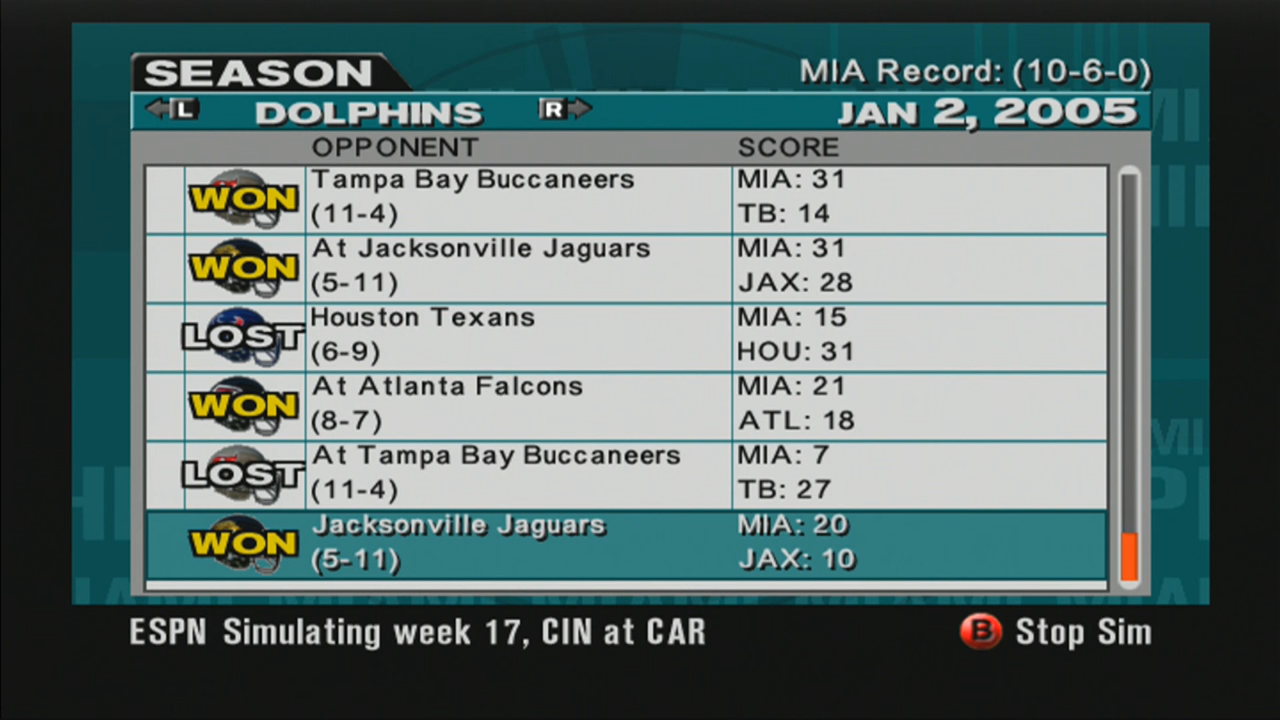 SEASON
MIA Record: (10-6-0)
L DOLPHINS R JAN 2, 2005
OPPONENT SCORE
WON Tampa Bay Buccaneers MIA: 31
(11-4) TB: 14
WON At Jacksonville Jaguars MIA: 31
(5-11) JAX: 28
LOST Houston Texans MIA: 15
(6-9) HOU: 31
WON At Atlanta Falcons MIA: 21
(8-7) ATL: 18
LOST At Tampa Bay Buccaneers MIA: 7
(11-4) TB: 27
WON Jacksonville Jaguars MIA: 20
(5-11) JAX: 10
ESPN Simulating week 17, CIN at CAR B Stop Sim